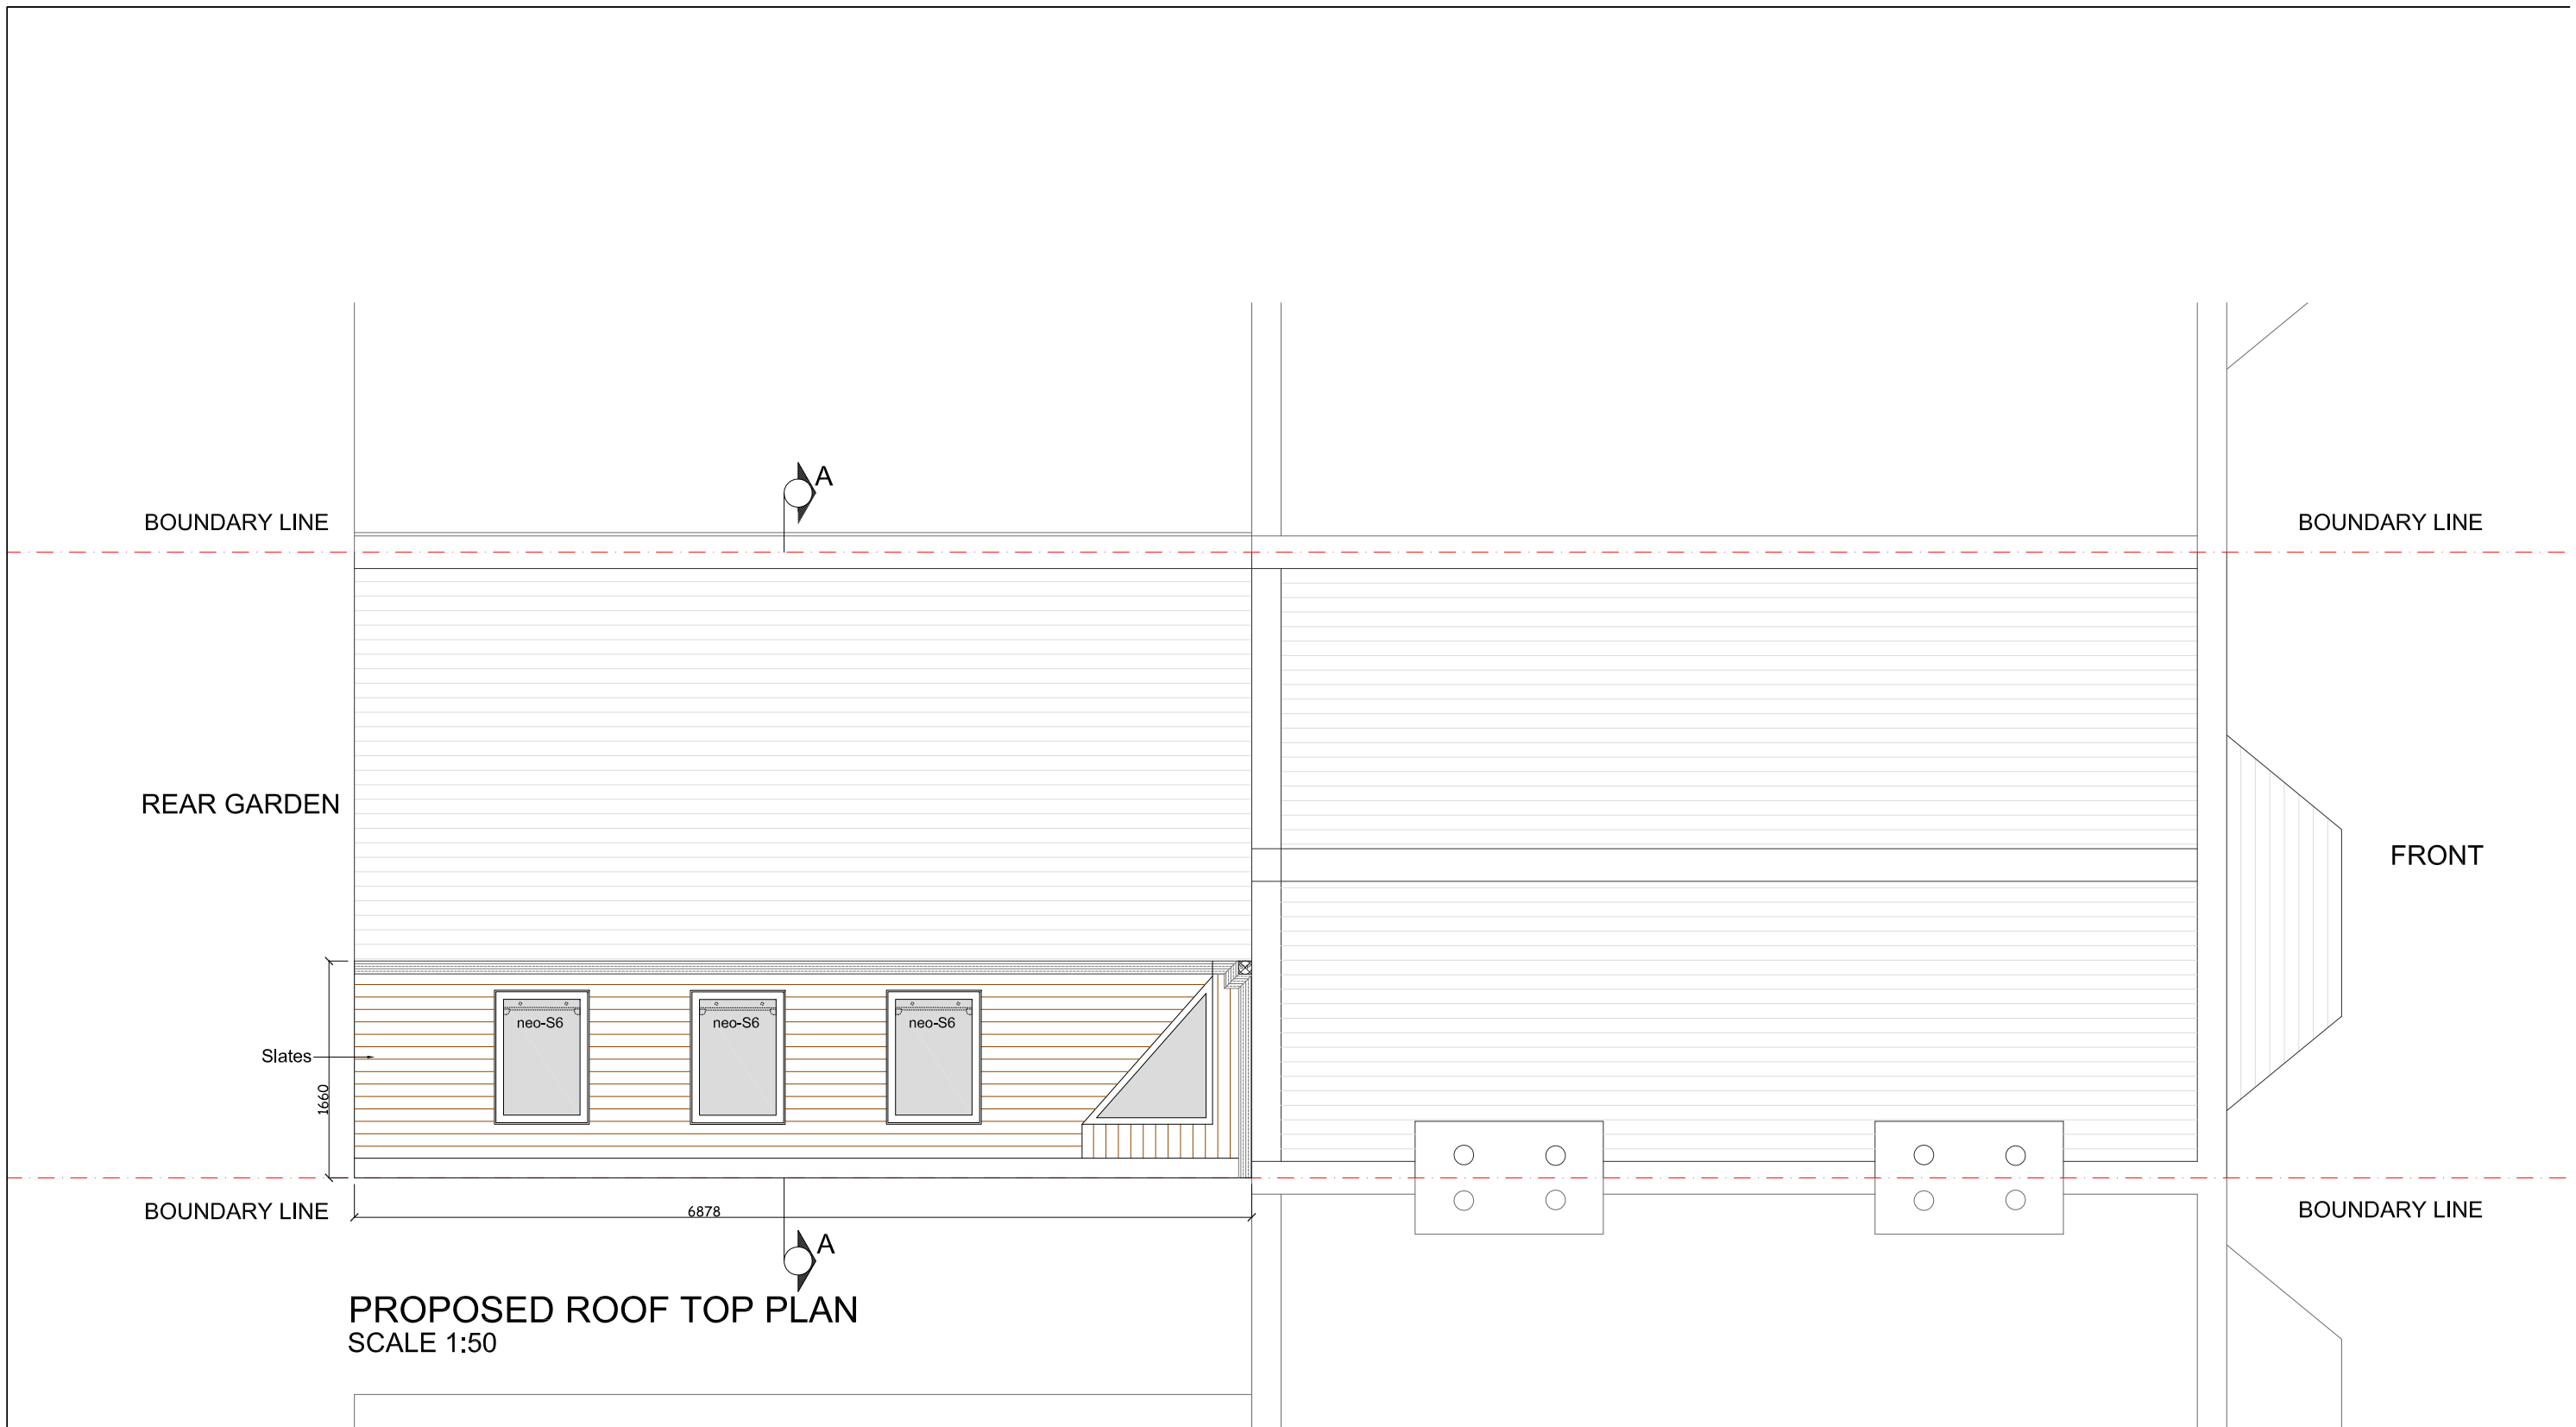 A
BOUNDARY LINE
BOUNDARY LINE
REAR GARDEN
FRONT
neo-S6
neo-S6
neo-S6
Slates
1660
BOUNDARY LINE
6878
BOUNDARY LINE
A
PROPOSED ROOF TOP PLAN
SCALE 1:50